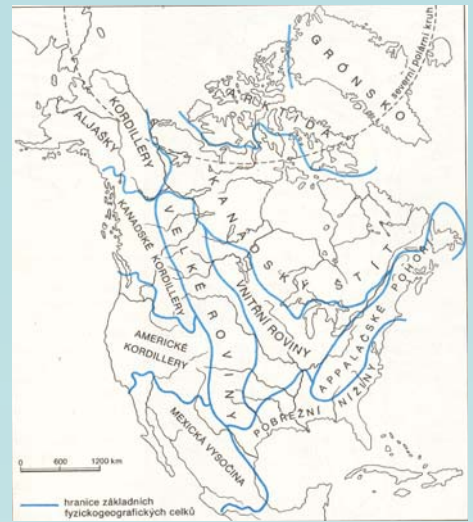 GRÓNSKO
severní polární kruh
ARKTIDA
KORDILLERY
ALJAŠKY
KANADSKÝ ŠTÍT
KANADSKÉ KORDILLERY
VELKÉ ROVINY
VNITŘNÍ ROVINY
APPALAČSKÉ POHOŘÍ
AMERICKÉ
KORDILLERY
POBŘEŽNÍ NÍŽINY
MEXICKÁ VYSOČINA
0 600 1200 km
hranice základních
fyzickogeografických celků